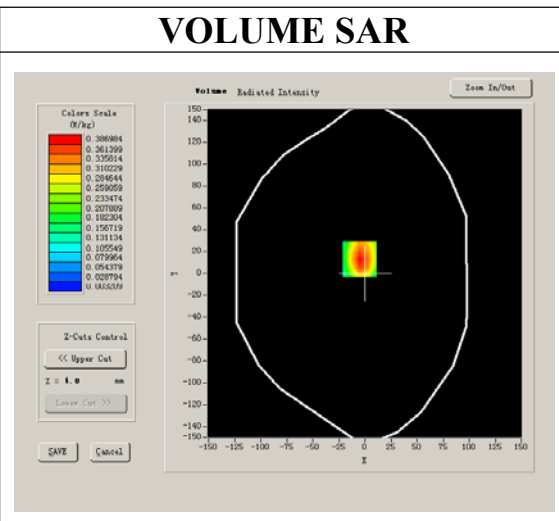 VOLUME SAR
Volume Radiated Intensity
Zoom In/Out
Colors Scale
(W/kg)
0.386984
0.361399
0.335814
0.310229
0.284644
0.259059
0.233474
0.207889
0.182304
0.156719
0.131134
0.105549
0.079964
0.054379
0.028794
Z-Cuts Control
<< Upper Cut
Z = 4.0 mm
Lower Cut >>
SAVE Cancel
150
140
120
100
80
60
40
20
Y 0
-20
-40
-60
-80
-100
-120
-140
-150
-150 -125 -100 -75 -50 -25 0 25 50 75 100 125 150
X